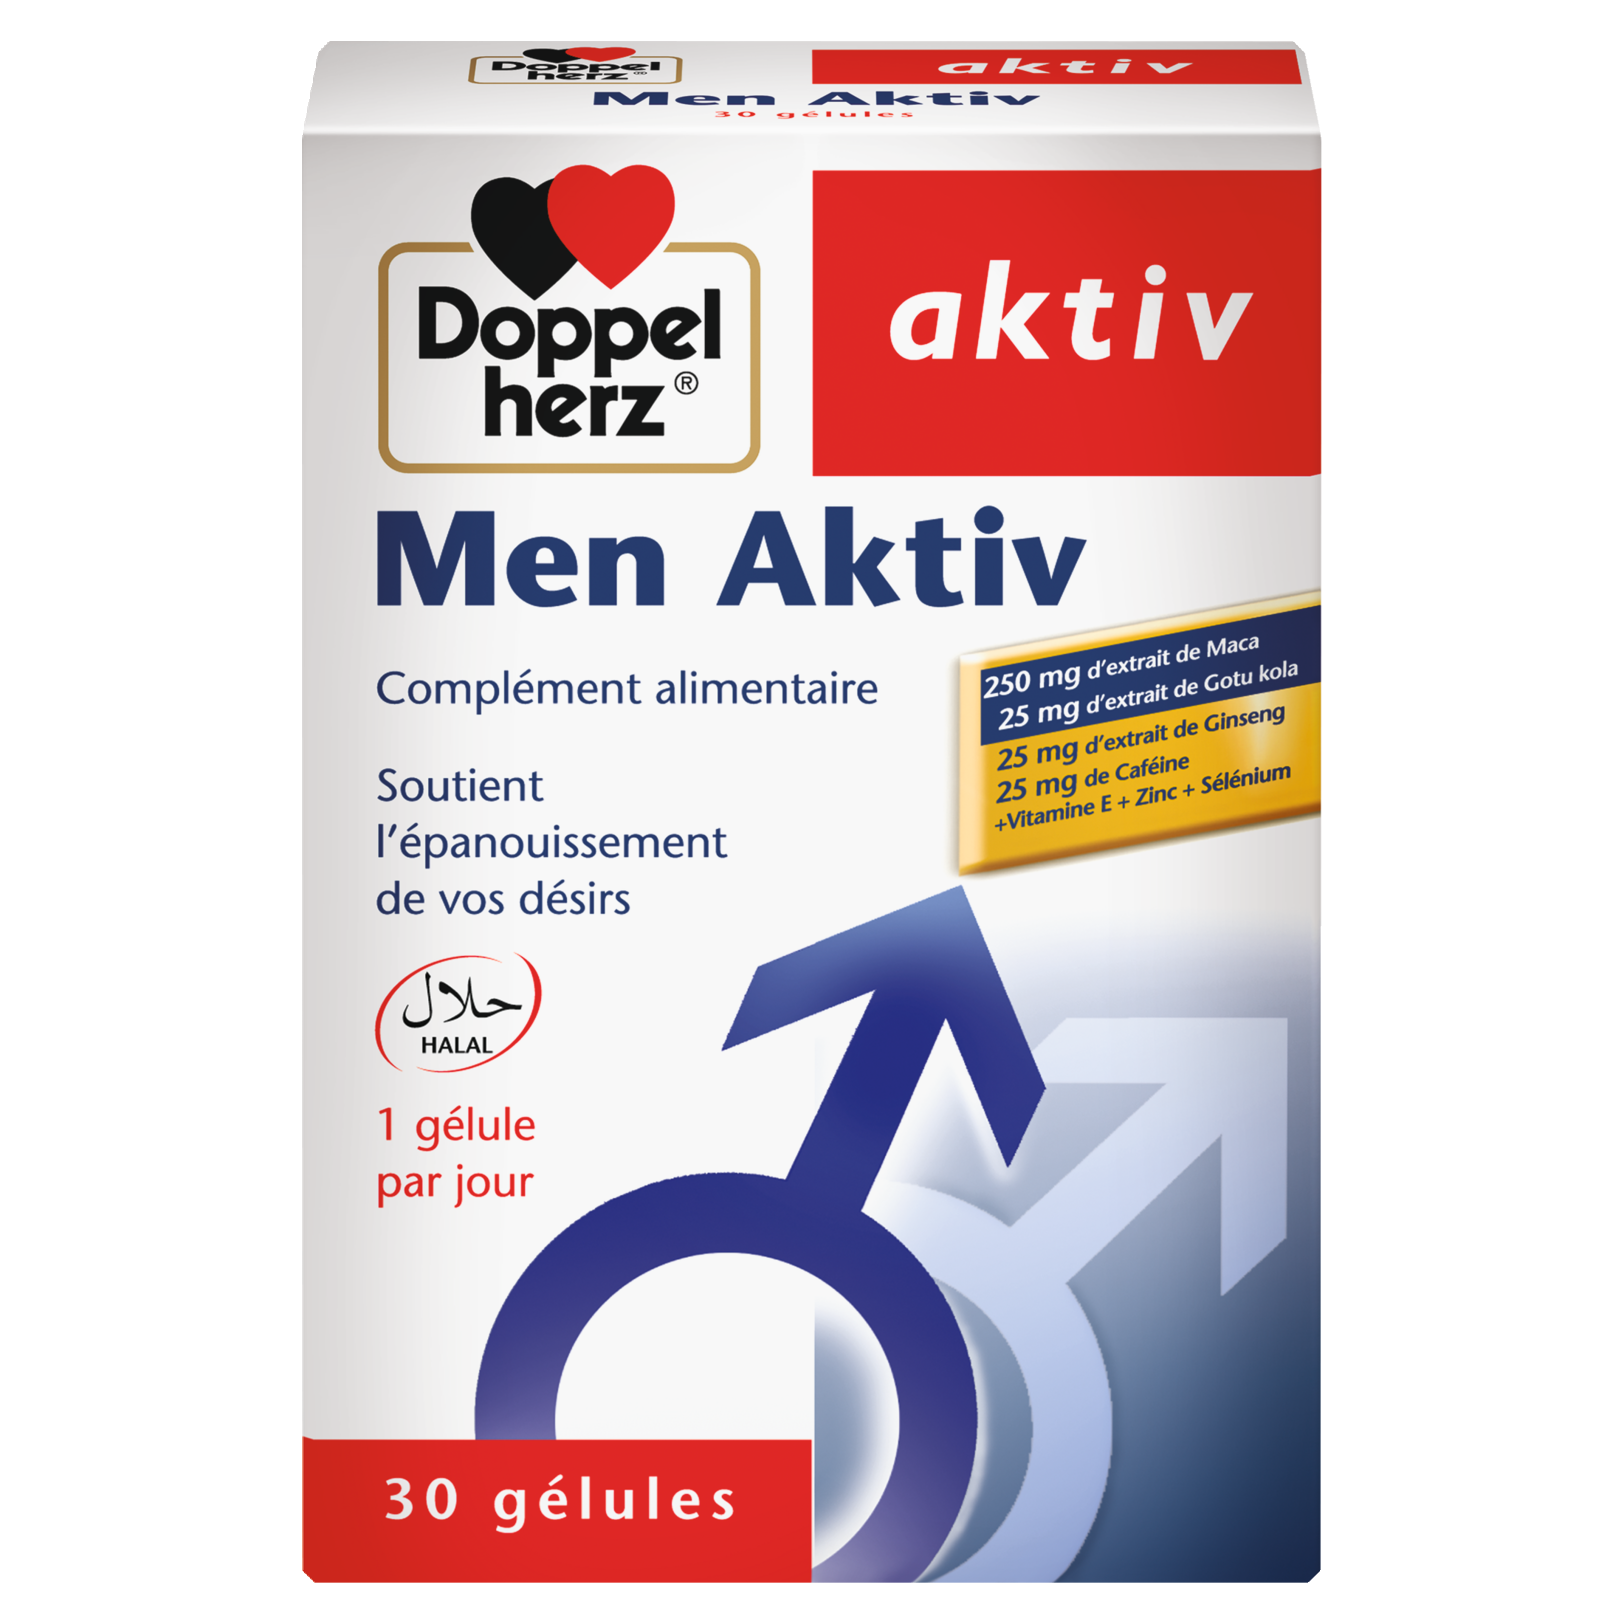 Doppel
herz®
aktiv
Men Aktiv
30 gélules
Doppel
herz®
aktiv
Men Aktiv
Complément alimentaire
250 mg d'extrait de Maca
25 mg d'extrait de Gotu kola
25 mg d'extrait de Ginseng
25 mg de Caféine
+Vitamine E + Zinc + Sélénium
Soutient
l'épanouissement
de vos désirs
حلال
HALAL
1 gélule
par jour
30 gélules